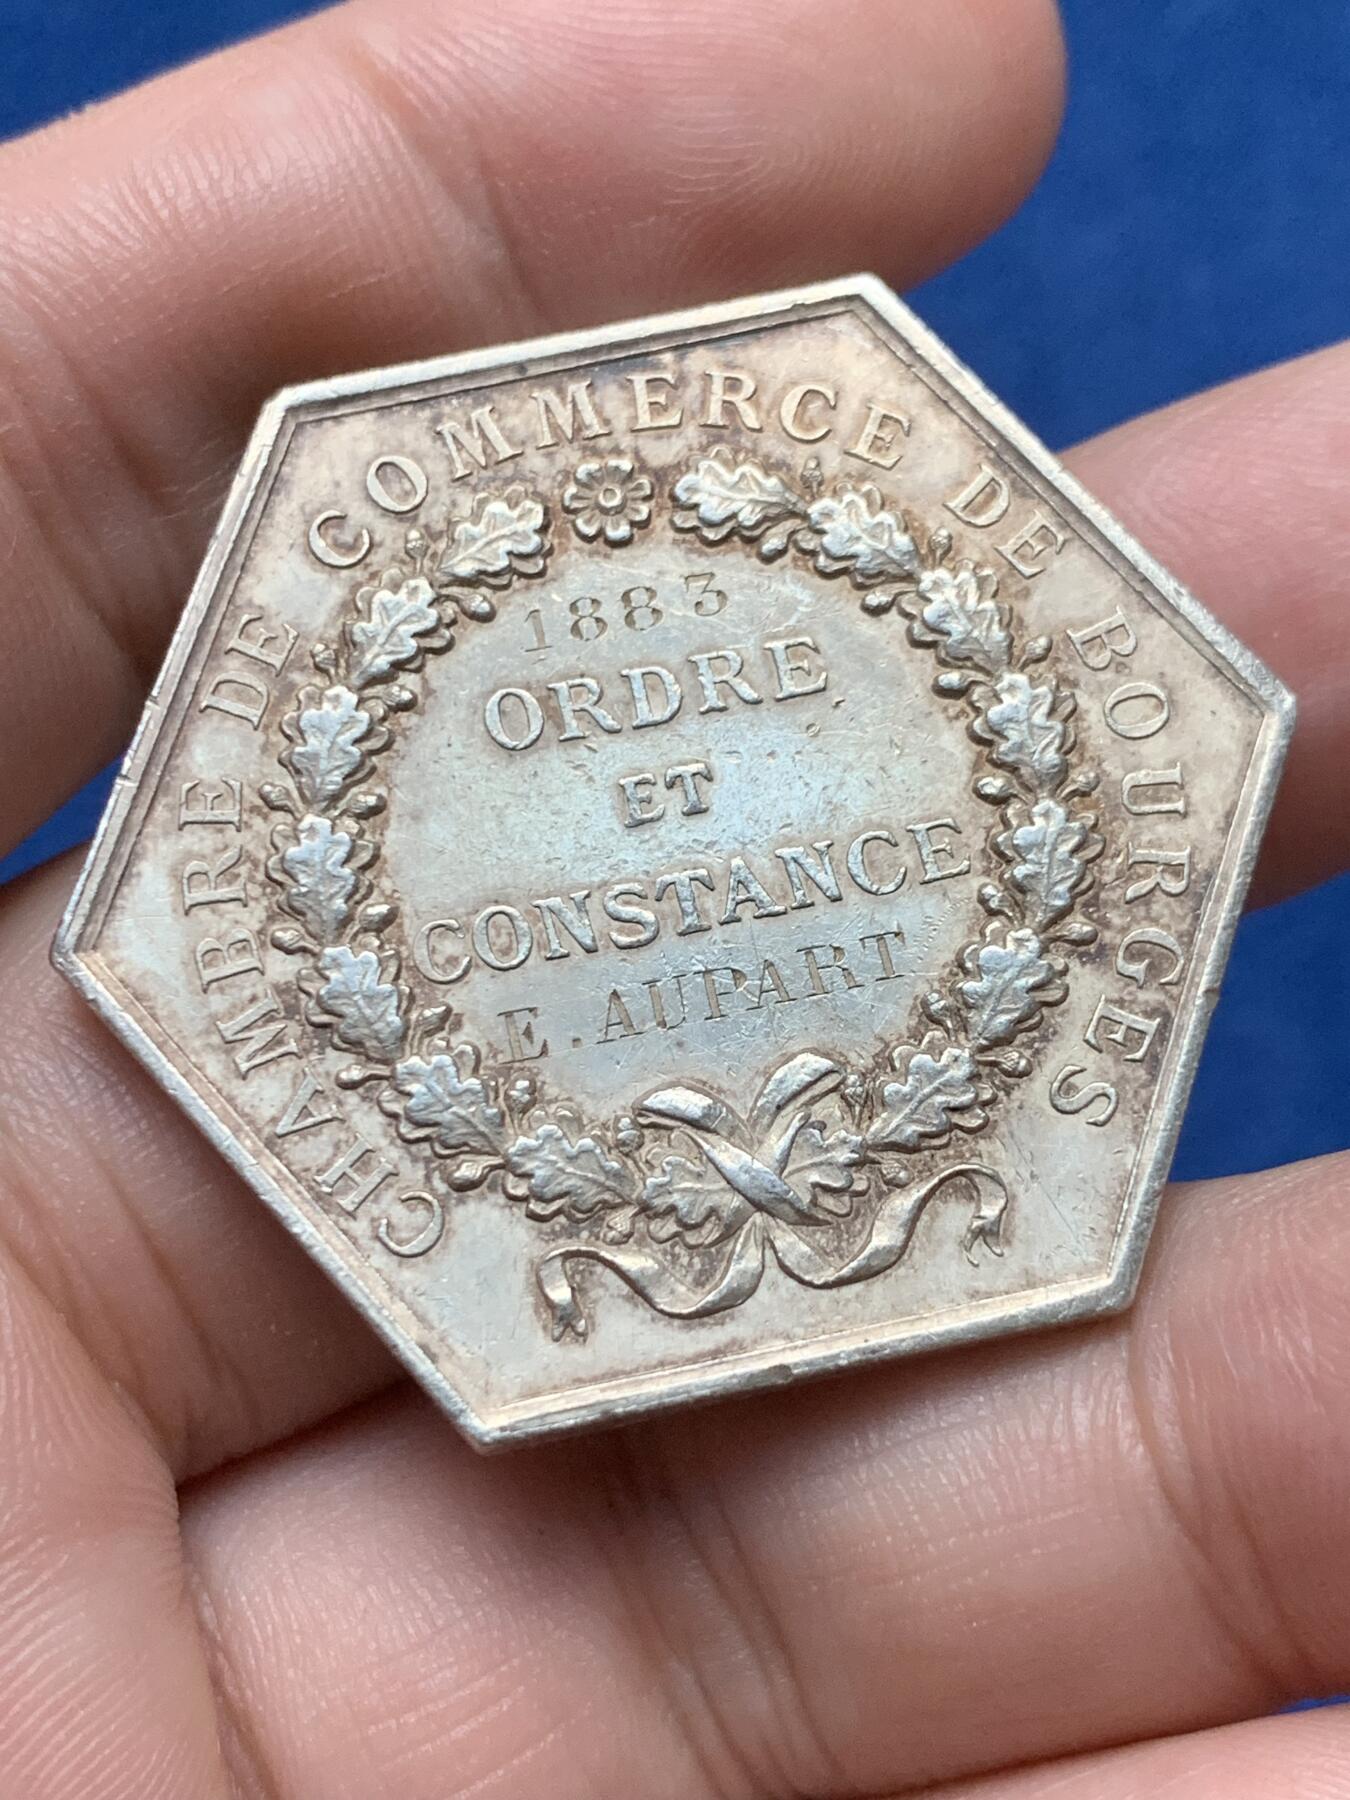 CHAMBRE DE COMMERCE DE BOURGES
1883
ORDRE
ET
CONSTANCE
E. AUPART